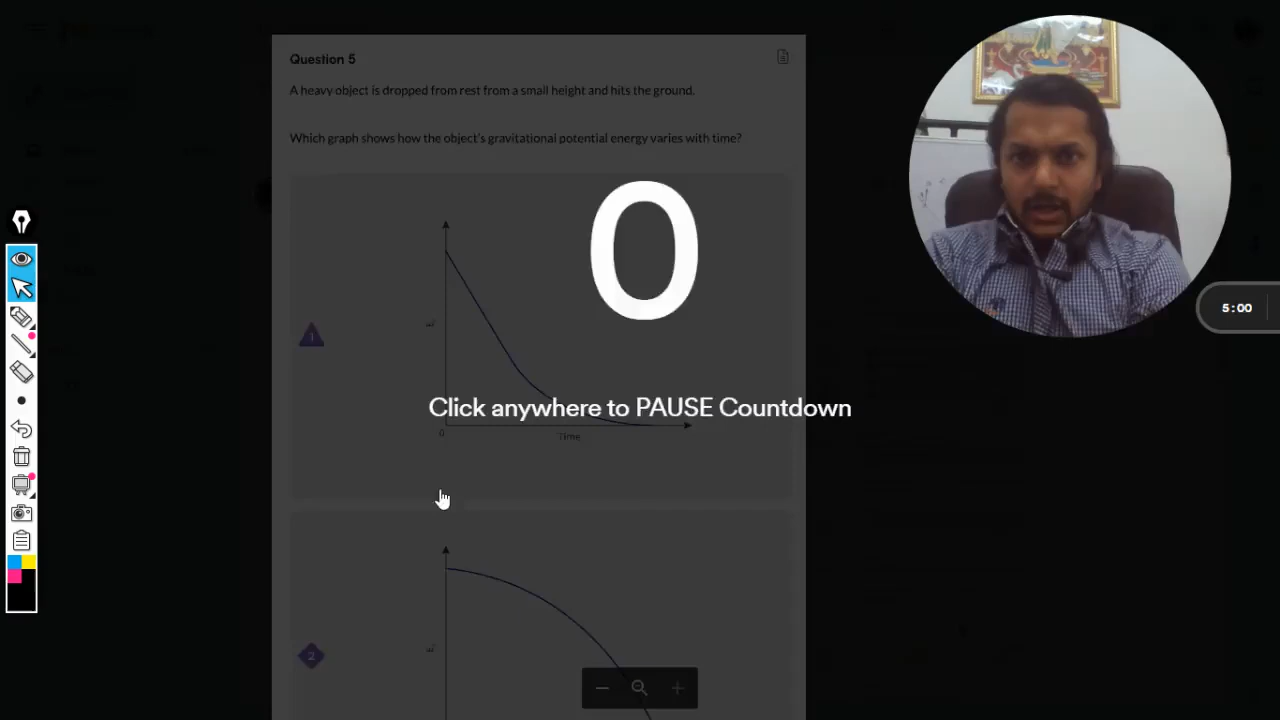 Question 5
A heavy object is dropped from rest from a small height and hits the ground.
Which graph shows how the object's gravitational potential energy varies with time?
0
1
Click anywhere to PAUSE Countdown
0
Time
2
5:00